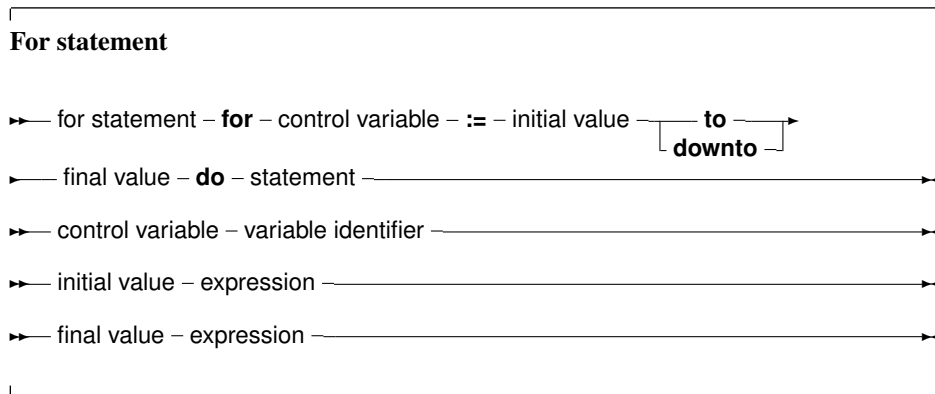 For statement
for statement – for – control variable – := – initial value – to –
downto –
final value – do – statement –
control variable – variable identifier –
initial value – expression –
final value – expression –